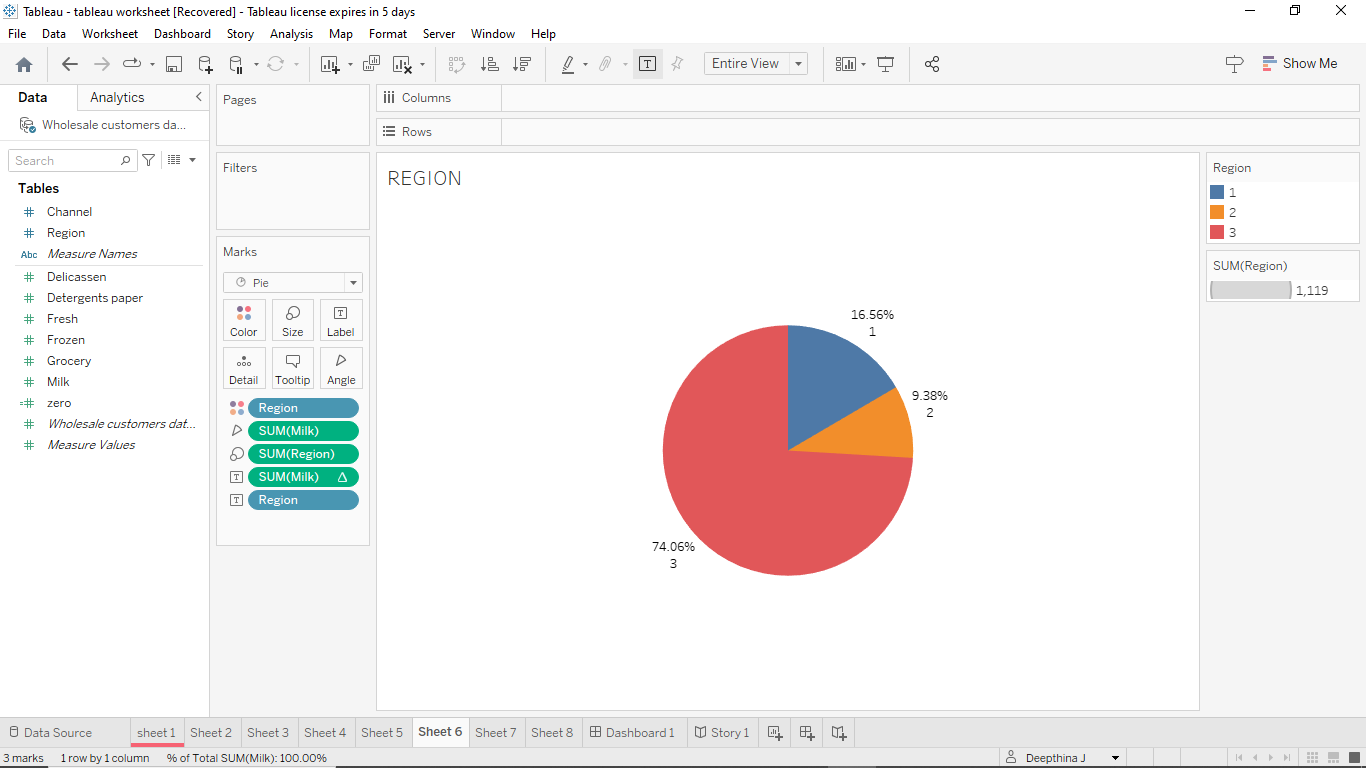 Tableau - tableau worksheet [Recovered] - Tableau license expires in 5 days
File Data Worksheet Dashboard Story Analysis Map Format Server Window Help
Entire View
Show Me
Data Analytics
Wholesale customers da...
Search
Tables
Channel
Region
Abc Measure Names
Delicassen
Detergents paper
Fresh
Frozen
Grocery
Milk
zero
Wholesale customers dat...
Measure Values
Pages
Filters
Marks
Pie
Color Size Label
Detail Tooltip Angle
Region
SUM(Milk)
SUM(Region)
SUM(Milk)
Region
Columns
Rows
REGION
16.56%
1
9.38%
2
74.06%
3
Region
1
2
3
SUM(Region)
1,119
Data Source sheet 1 Sheet 2 Sheet 3 Sheet 4 Sheet 5 Sheet 6 Sheet 7 Sheet 8 Dashboard 1 Story 1
3 marks 1 row by 1 column % of Total SUM(Milk): 100.00% Deepthina J